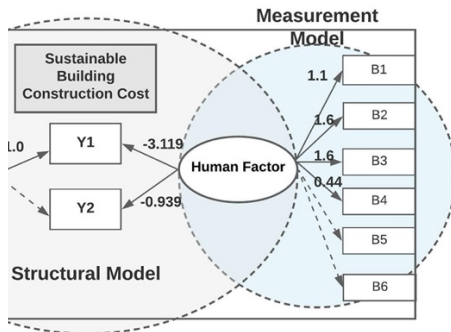 Measurement
Model
Sustainable
Building
Construction Cost
1.1
B1
1.6
B2
1.0
Y1
-3.119
Human Factor
1.6
B3
0.44
B4
Y2
-0.939
B5
Structural Model
B6